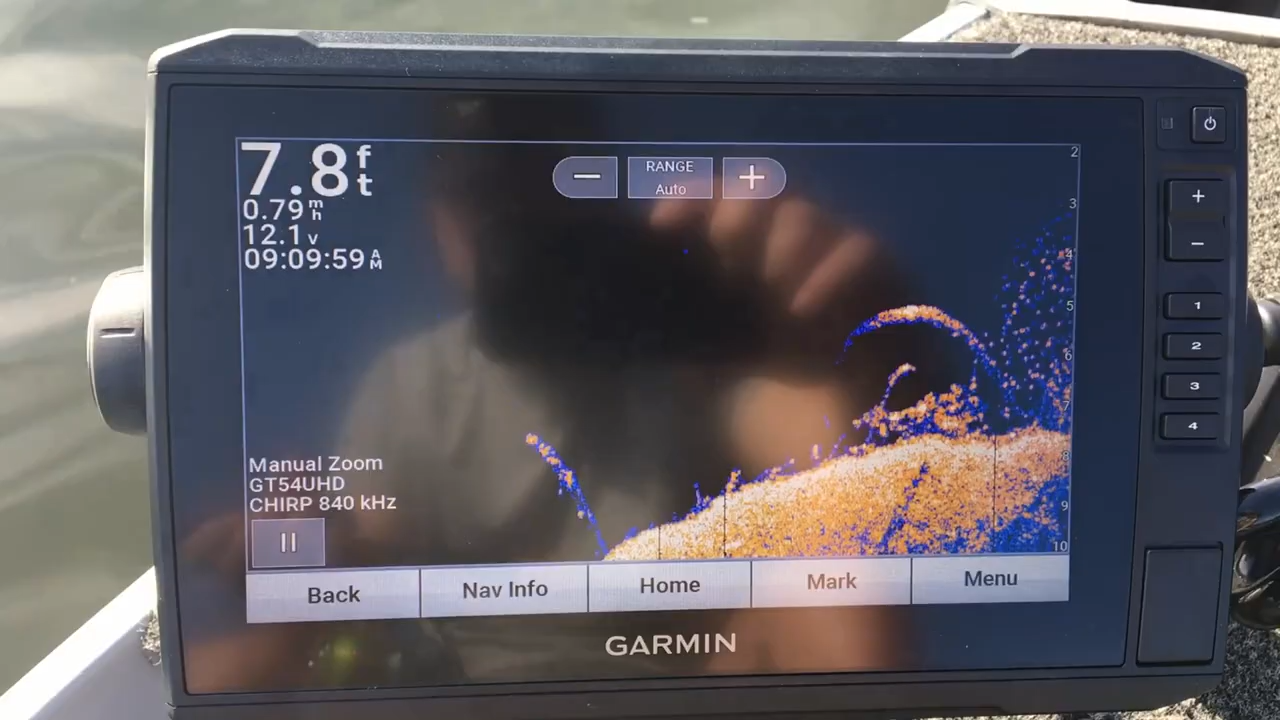 7.8 ft
0.79 mh
12.1 v
09:09:59 AM
− RANGE Auto +
2
3
4
5
6
7
8
9
10
Manual Zoom
GT54UHD
CHIRP 840 kHz
Back Nav Info Home Mark Menu
GARMIN
+
−
1
2
3
4